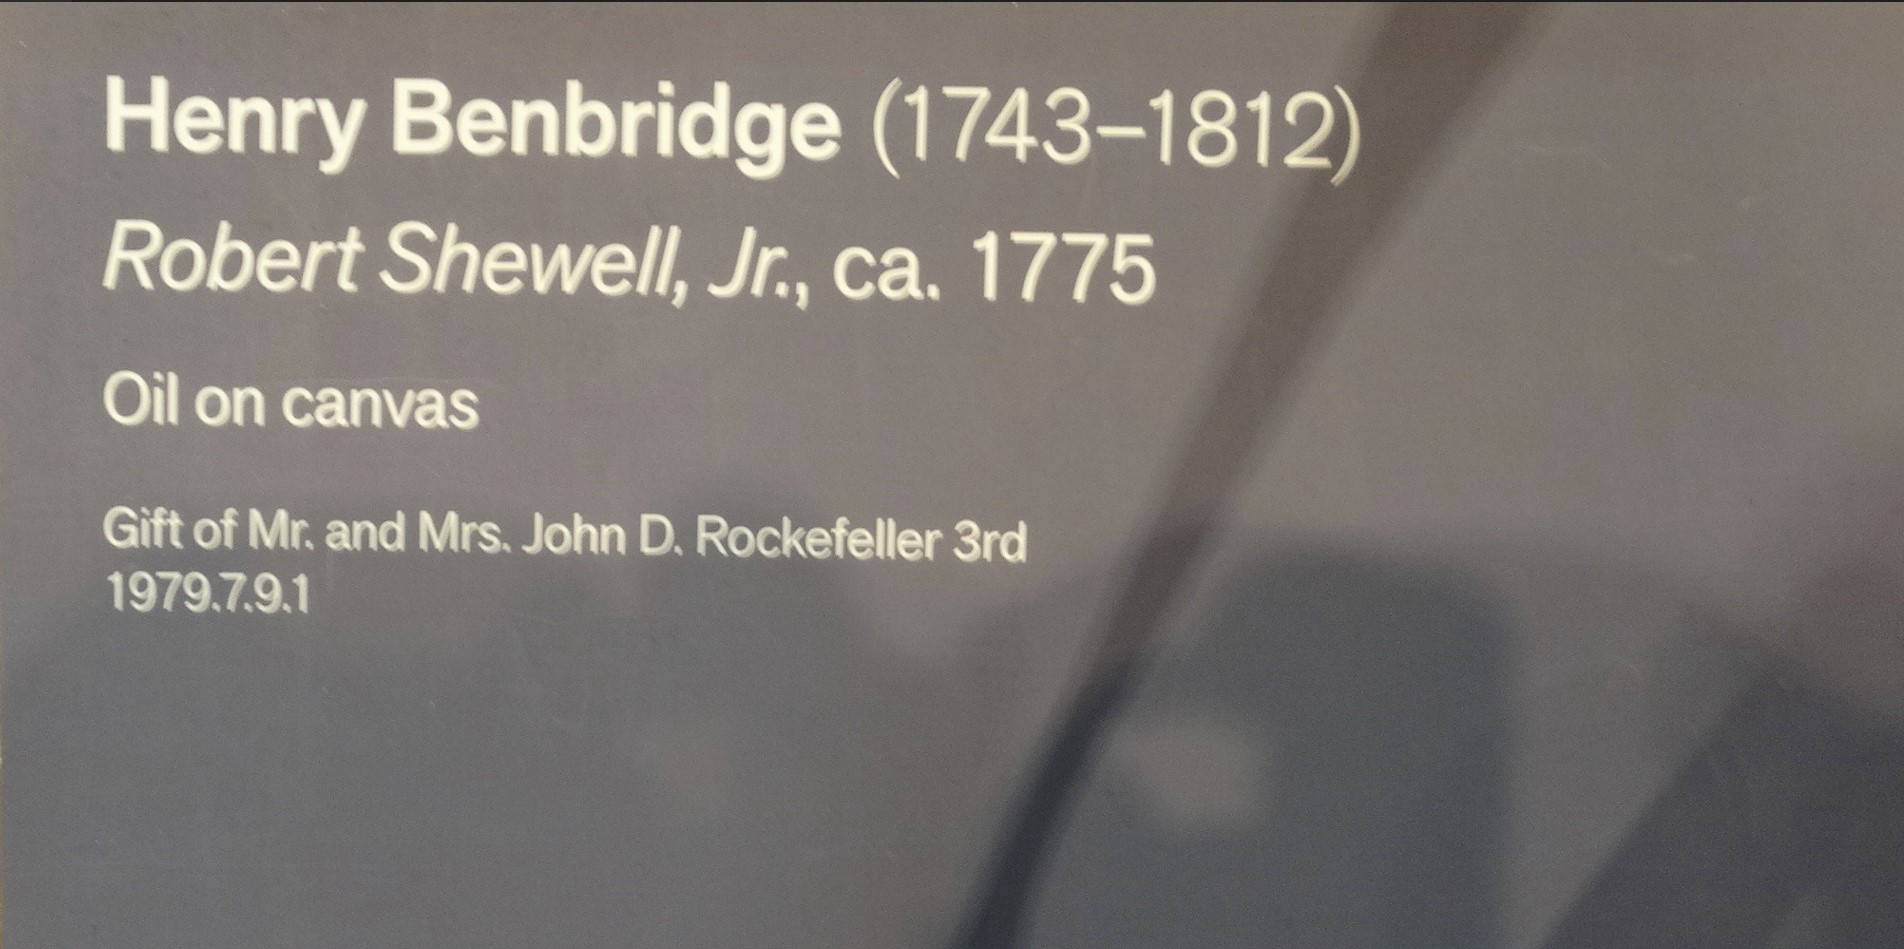 Henry Benbridge (1743–1812)
Robert Shewell, Jr., ca. 1775
Oil on canvas
Gift of Mr. and Mrs. John D. Rockefeller 3rd
1979.7.9.1